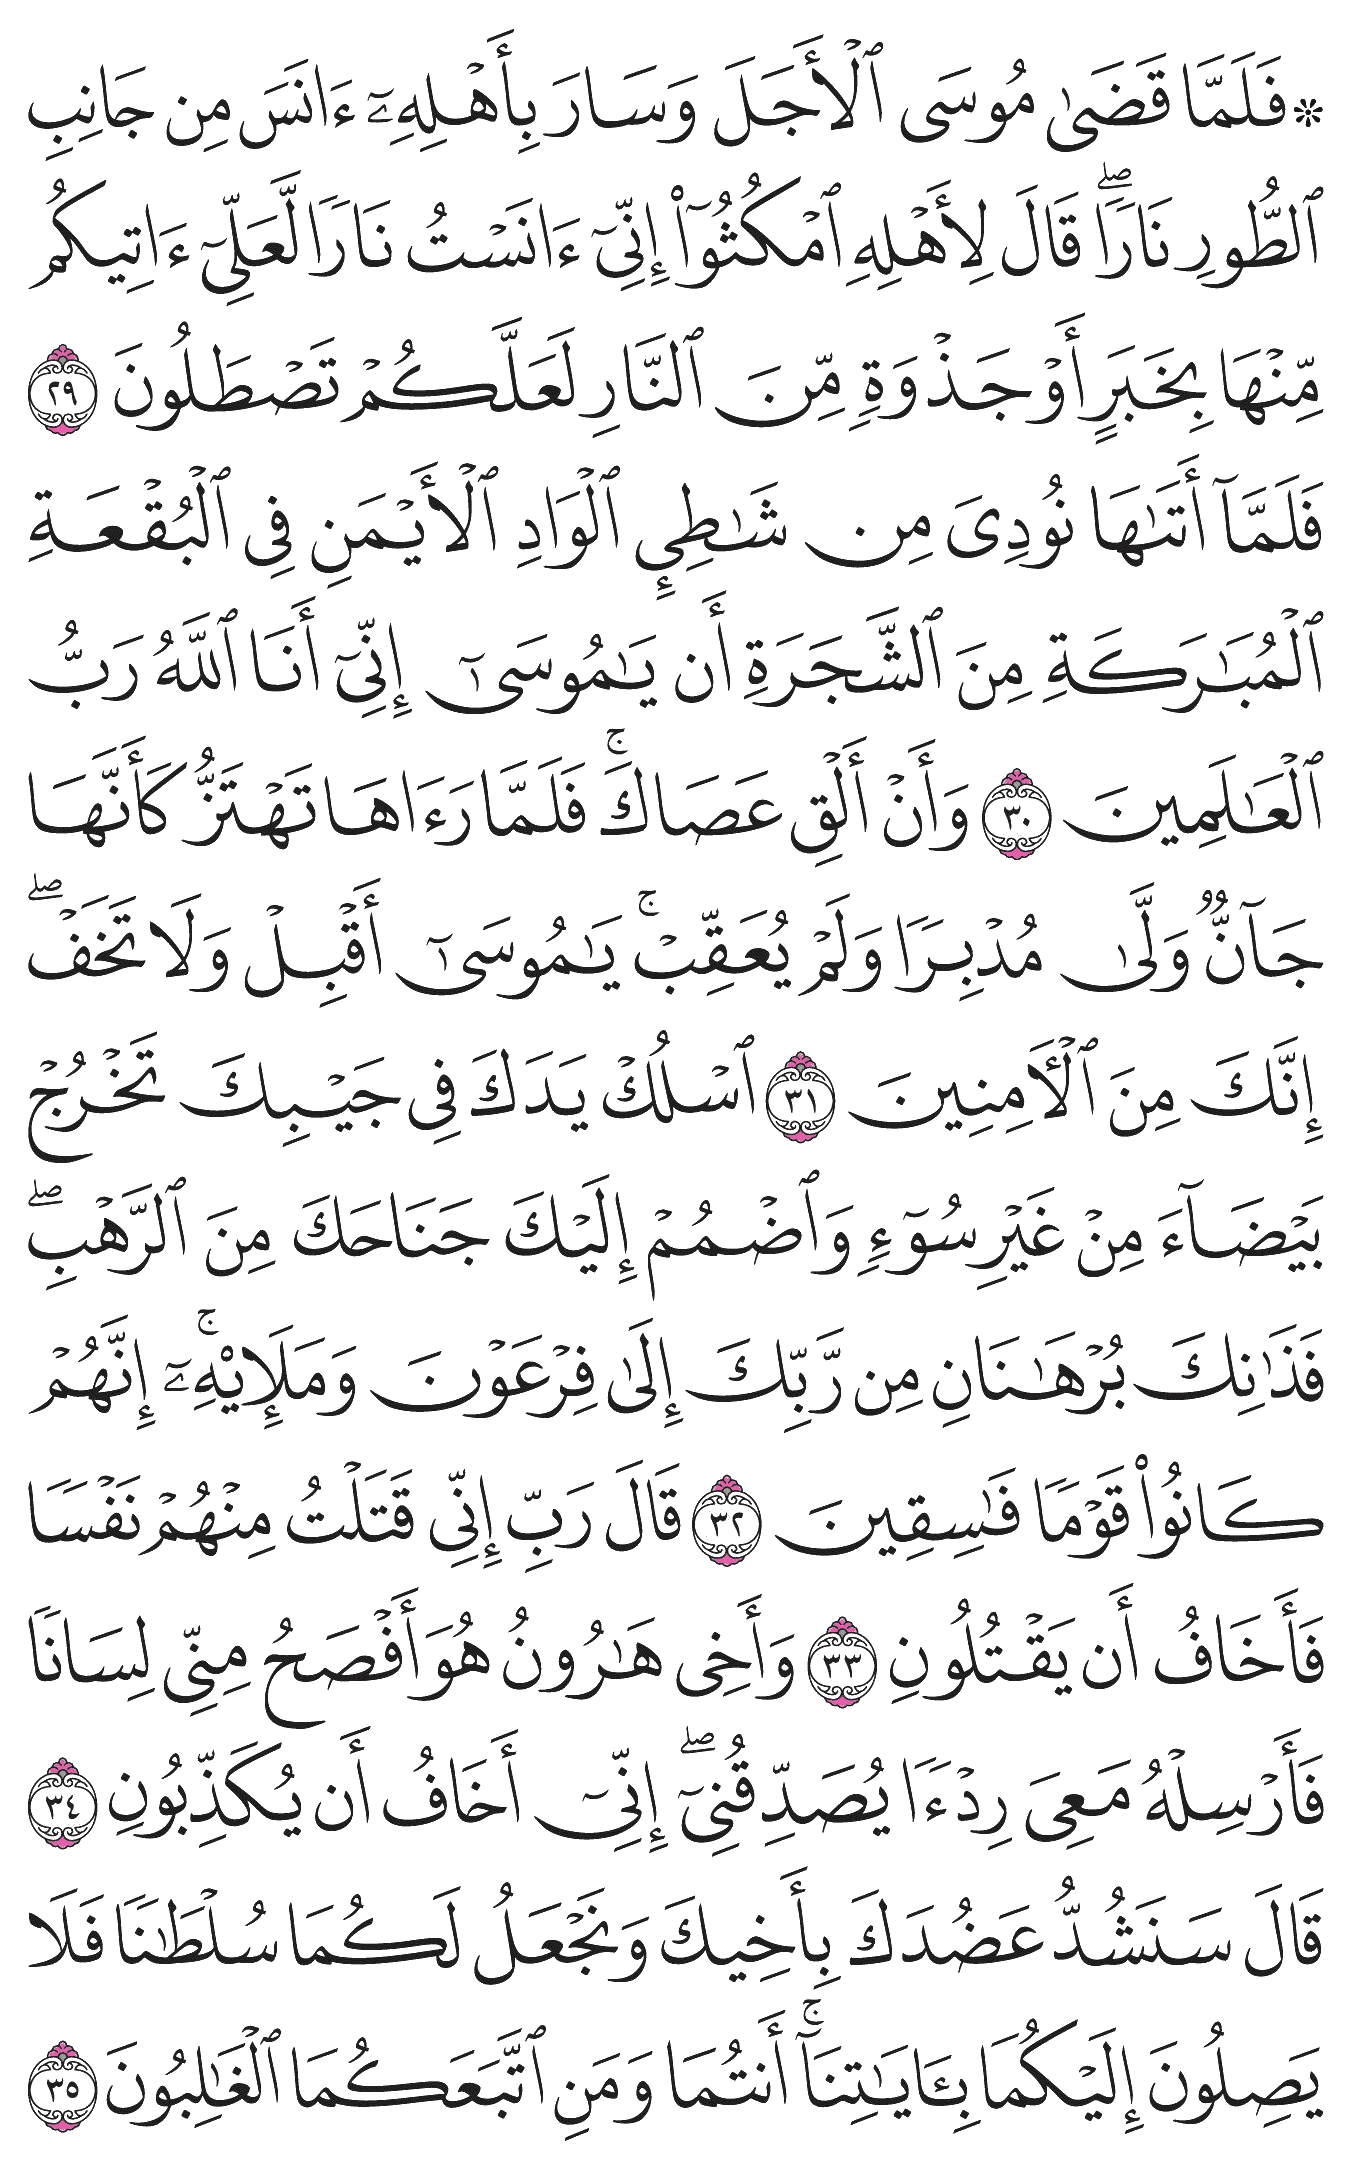 ۞ فَلَمَّا قَضَىٰ مُوسَى ٱلْأَجَلَ وَسَارَ بِأَهْلِهِۦٓ ءَانَسَ مِن جَانِبِ
ٱلطُّورِ نَارًاۖ قَالَ لِأَهْلِهِ ٱمْكُثُوٓا۟ إِنِّىٓ ءَانَسْتُ نَارًا لَّعَلِّىٓ ءَاتِيكُم
مِّنْهَا بِخَبَرٍ أَوْ جَذْوَةٍ مِّنَ ٱلنَّارِ لَعَلَّكُمْ تَصْطَلُونَ ٢٩
فَلَمَّآ أَتَىٰهَا نُودِىَ مِن شَـٰطِئِ ٱلْوَادِ ٱلْأَيْمَنِ فِى ٱلْبُقْعَةِ
ٱلْمُبَـٰرَكَةِ مِنَ ٱلشَّجَرَةِ أَن يَـٰمُوسَىٰٓ إِنِّىٓ أَنَا ٱللَّهُ رَبُّ
ٱلْعَـٰلَمِينَ ٣٠ وَأَنْ أَلْقِ عَصَاكَۚ فَلَمَّا رَءَاهَا تَهْتَزُّ كَأَنَّهَا
جَآنٌّ وَلَّىٰ مُدْبِرًا وَلَمْ يُعَقِّبْۚ يَـٰمُوسَىٰٓ أَقْبِلْ وَلَا تَخَفْۖ
إِنَّكَ مِنَ ٱلْـَٔامِنِينَ ٣١ ٱسْلُكْ يَدَكَ فِى جَيْبِكَ تَخْرُجْ
بَيْضَآءَ مِنْ غَيْرِ سُوٓءٍ وَٱضْمُمْ إِلَيْكَ جَنَاحَكَ مِنَ ٱلرَّهْبِۖ
فَذَٰنِكَ بُرْهَـٰنَانِ مِن رَّبِّكَ إِلَىٰ فِرْعَوْنَ وَمَلَإِي۟هِۦٓۚ إِنَّهُمْ
كَانُوا۟ قَوْمًا فَـٰسِقِينَ ٣٢ قَالَ رَبِّ إِنِّى قَتَلْتُ مِنْهُمْ نَفْسًا
فَأَخَافُ أَن يَقْتُلُونِ ٣٣ وَأَخِى هَـٰرُونُ هُوَ أَفْصَحُ مِنِّى لِسَانًا
فَأَرْسِلْهُ مَعِىَ رِدْءًا يُصَدِّقُنِىٓۖ إِنِّىٓ أَخَافُ أَن يُكَذِّبُونِ ٣٤
قَالَ سَنَشُدُّ عَضُدَكَ بِأَخِيكَ وَنَجْعَلُ لَكُمَا سُلْطَـٰنًا فَلَا
يَصِلُونَ إِلَيْكُمَا بِـَٔايَـٰتِنَآۚ أَنتُمَا وَمَنِ ٱتَّبَعَكُمَا ٱلْغَـٰلِبُونَ ٣٥